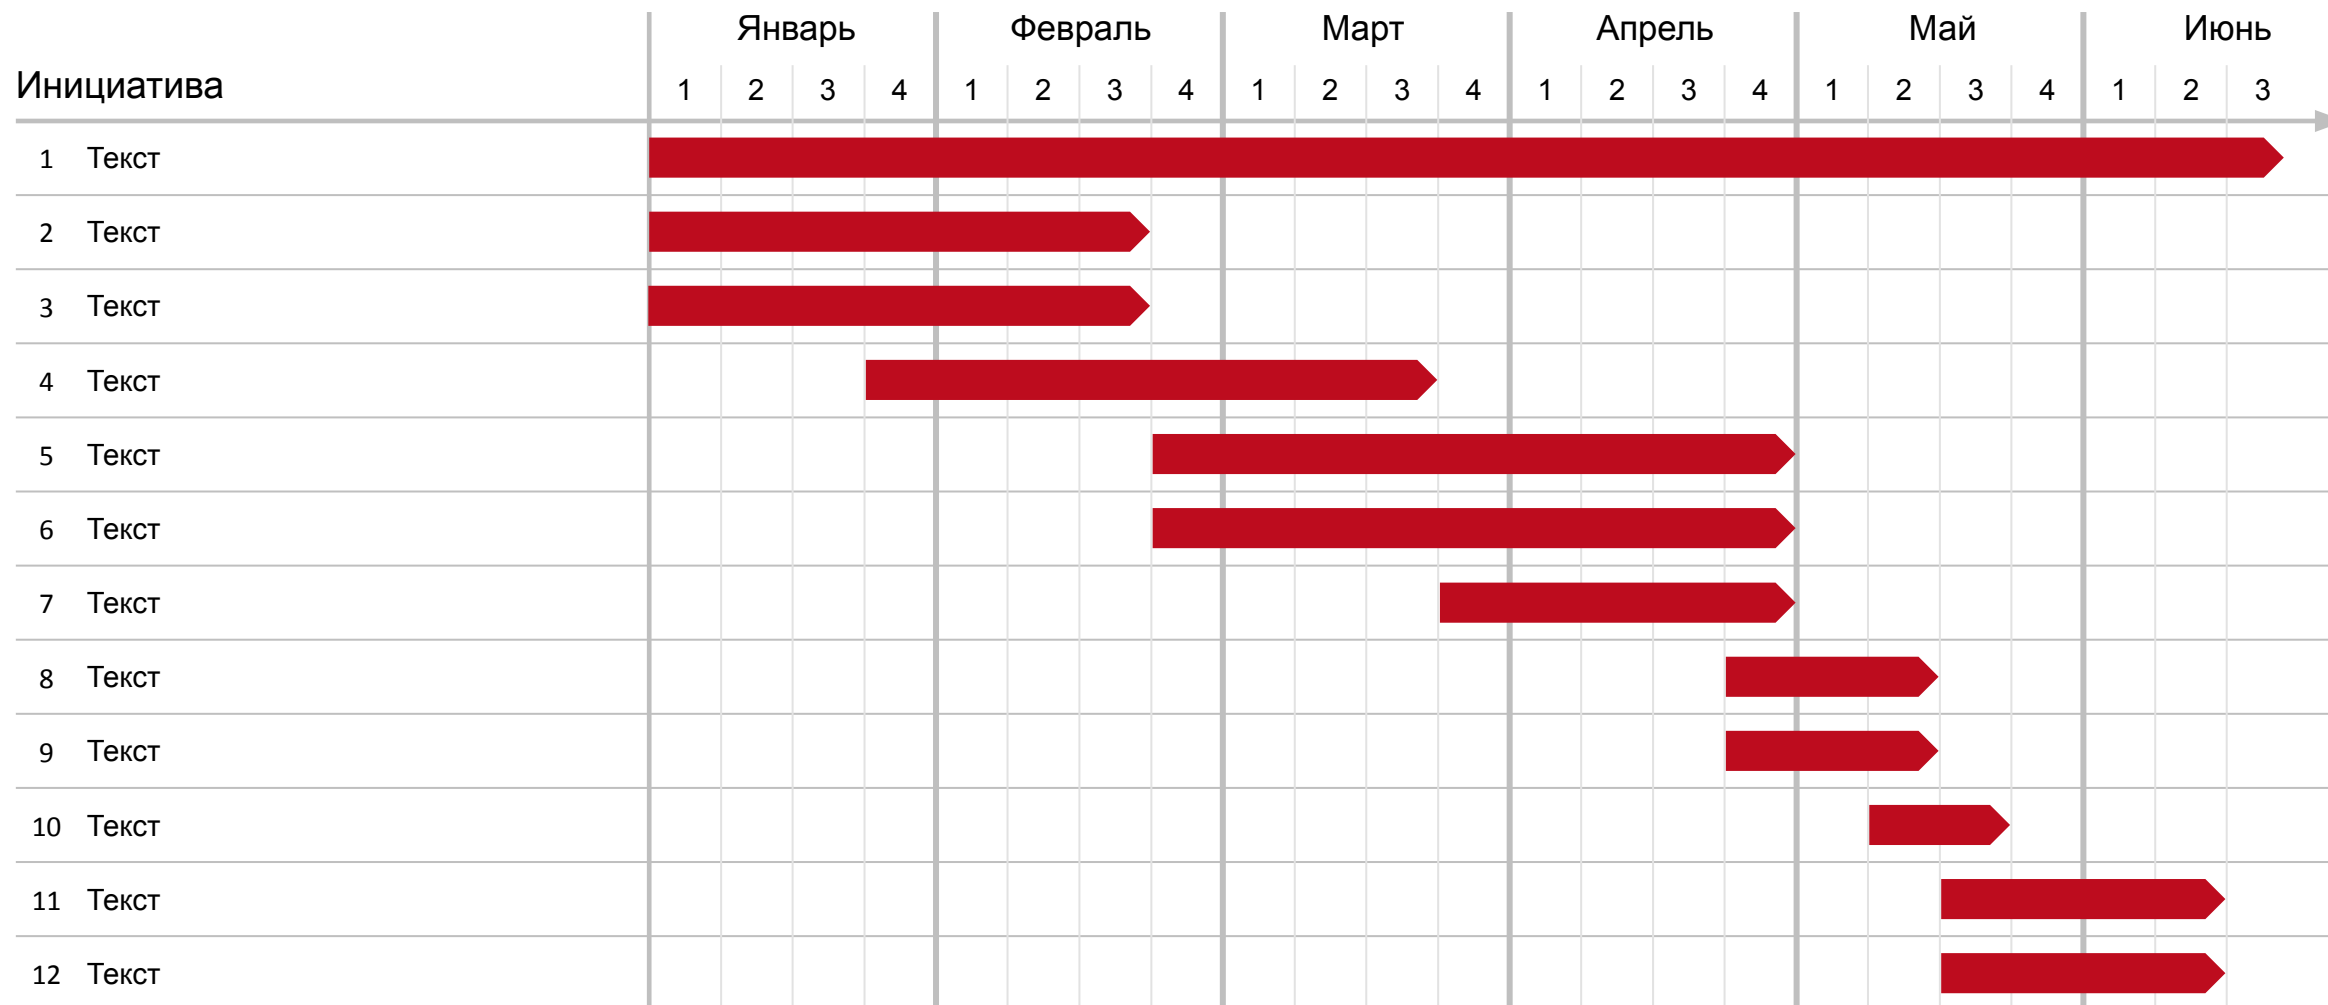 Январь Февраль Март Апрель Май Июнь
Инициатива 1 2 3 4 1 2 3 4 1 2 3 4 1 2 3 4 1 2 3 4 1 2 3
1 Текст
2 Текст
3 Текст
4 Текст
5 Текст
6 Текст
7 Текст
8 Текст
9 Текст
10 Текст
11 Текст
12 Текст